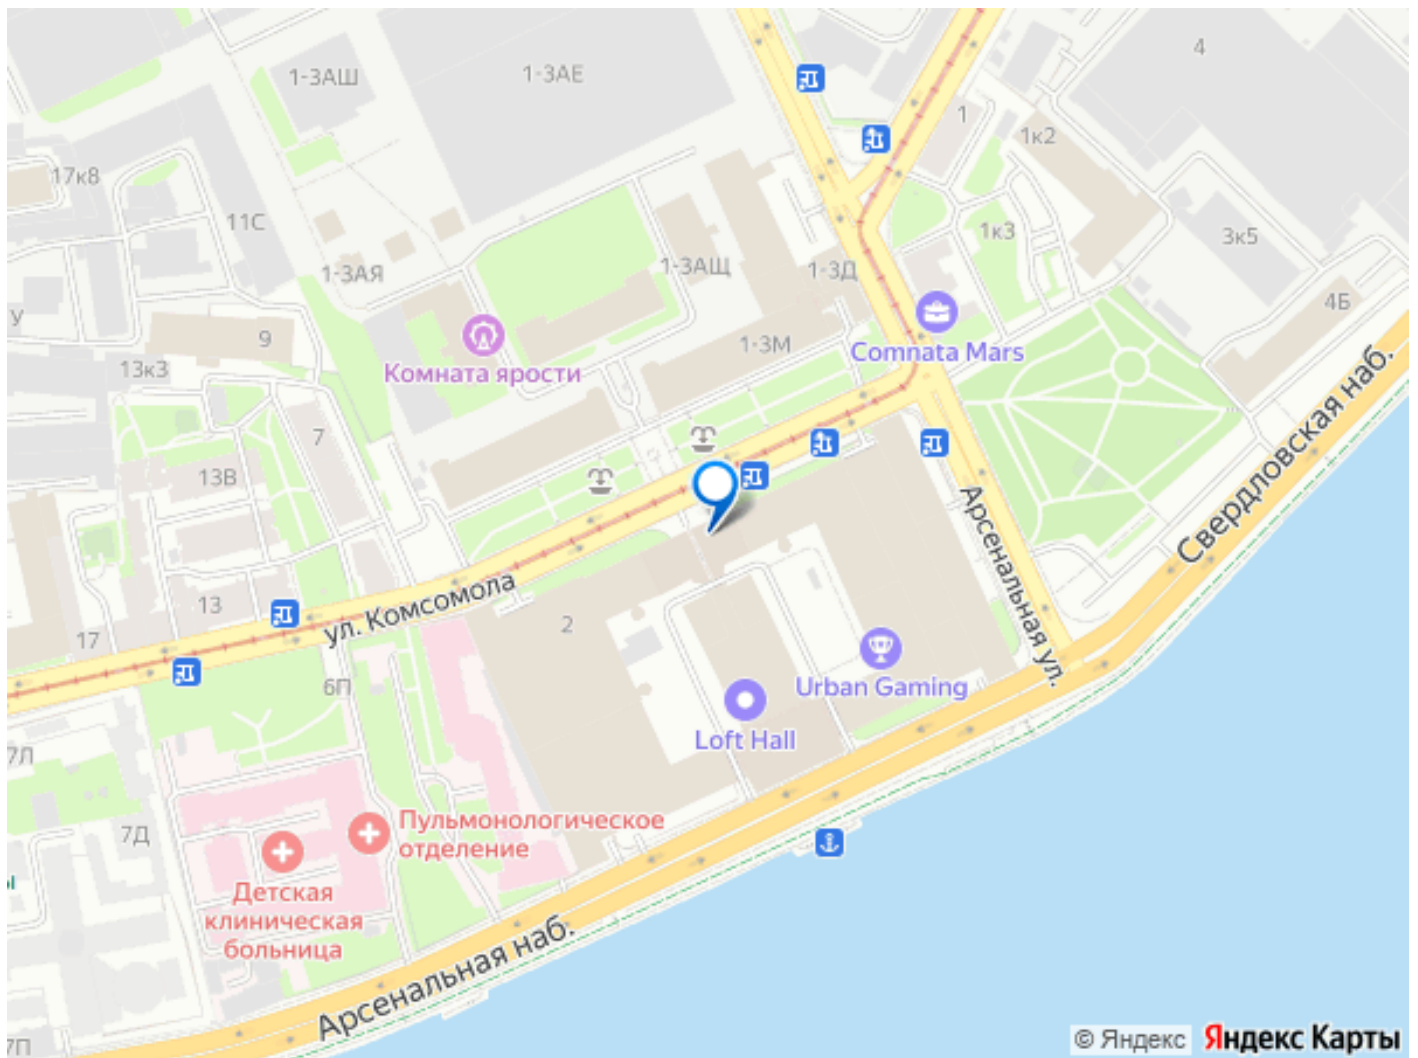 4
1-3АШ
1-3АЕ
1
1к2
17к8
11С
1к3
3к5
1-3АЯ
1-3АЩ
1-3Д
4Б
У
9
1-3М
13к3
Комната ярости
Comnata Mars
Свердловская наб.
7
13В
Арсенальная ул.
ул. Комсомола
13
17
2
6П
Urban Gaming
Loft Hall
7Л
7Д
Пульмонологическое
отделение
ы
Детская
клиническая
больница
Арсенальная наб.
7П
© Яндекс Яндекс Карты